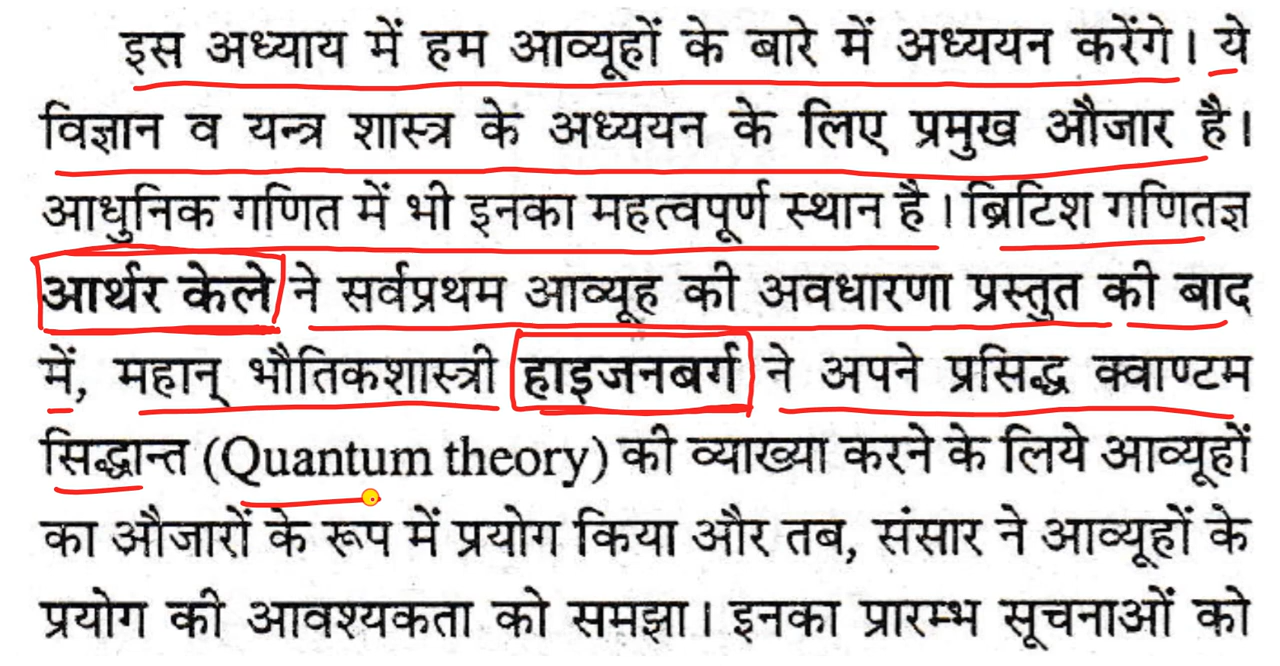 इस अध्याय में हम आव्यूहों के बारे में अध्ययन करेंगे। ये
विज्ञान व यन्त्र शास्त्र के अध्ययन के लिए प्रमुख औजार है।
आधुनिक गणित में भी इनका महत्वपूर्ण स्थान है। ब्रिटिश गणितज्ञ
आर्थर केले ने सर्वप्रथम आव्यूह की अवधारणा प्रस्तुत की बाद
में, महान् भौतिकशास्त्री हाइजनबर्ग ने अपने प्रसिद्ध क्वाण्टम
सिद्धान्त (Quantum theory) की व्याख्या करने के लिये आव्यूहों
का औजारों के रूप में प्रयोग किया और तब, संसार ने आव्यूहों के
प्रयोग की आवश्यकता को समझा। इनका प्रारम्भ सूचनाओं को